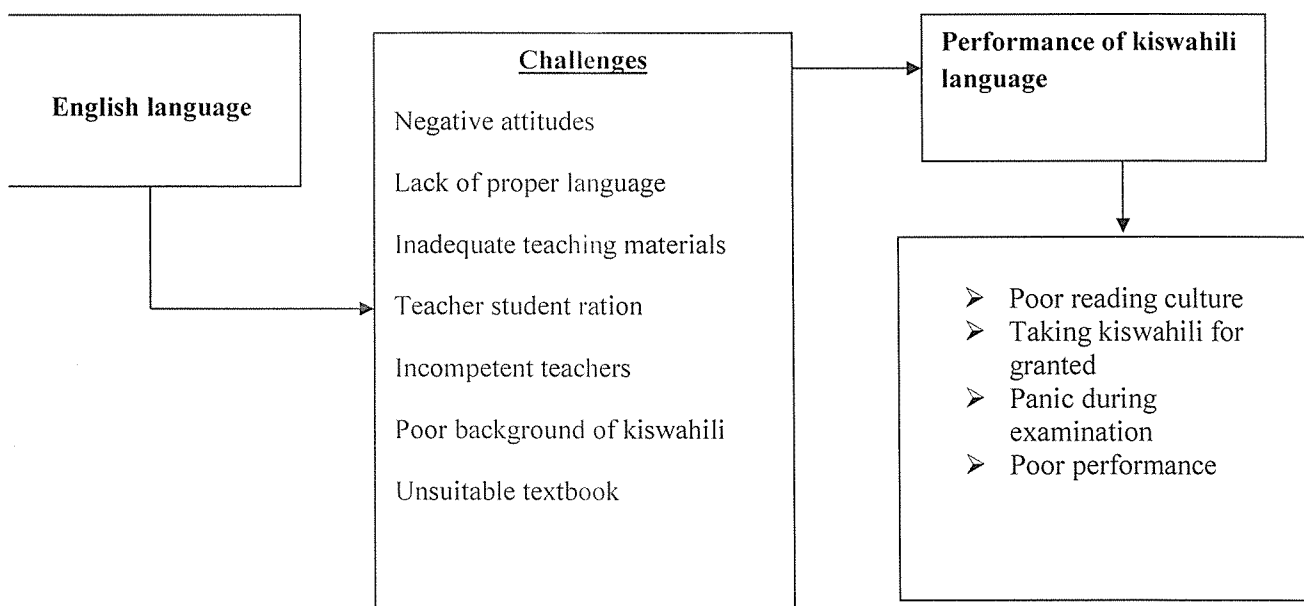 English language
Challenges
Negative attitudes
Lack of proper language
Inadequate teaching materials
Teacher student ration
Incompetent teachers
Poor background of kiswahili
Unsuitable textbook
Performance of kiswahili
language
➢ Poor reading culture
➢ Taking kiswahili for
granted
➢ Panic during
examination
➢ Poor performance